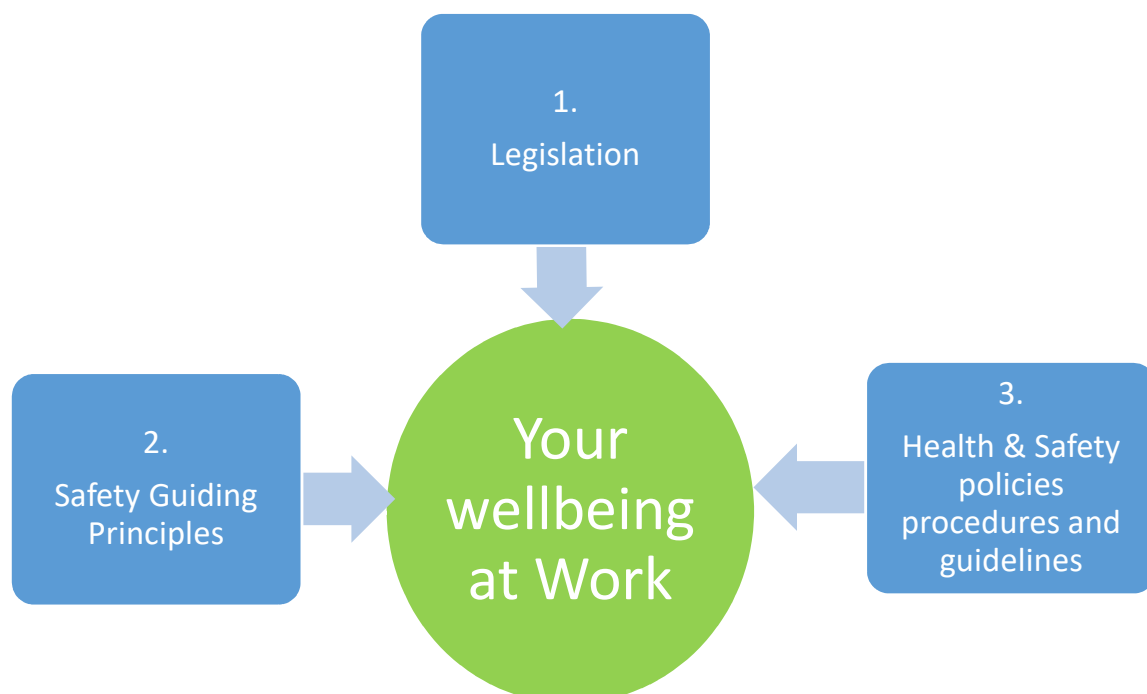 1.
Legislation
2.
Safety Guiding
Principles
Your
wellbeing
at Work
3.
Health & Safety
policies
procedures and
guidelines